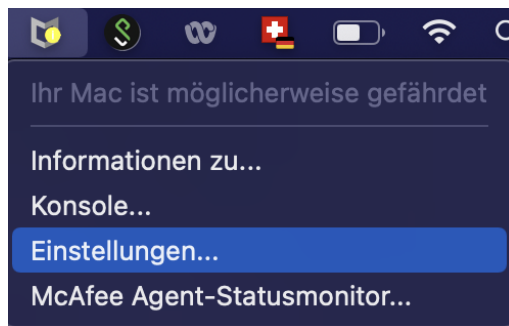 Ihr Mac ist möglicherweise gefährdet
Informationen zu...
Konsole...
Einstellungen...
McAfee Agent-Statusmonitor...